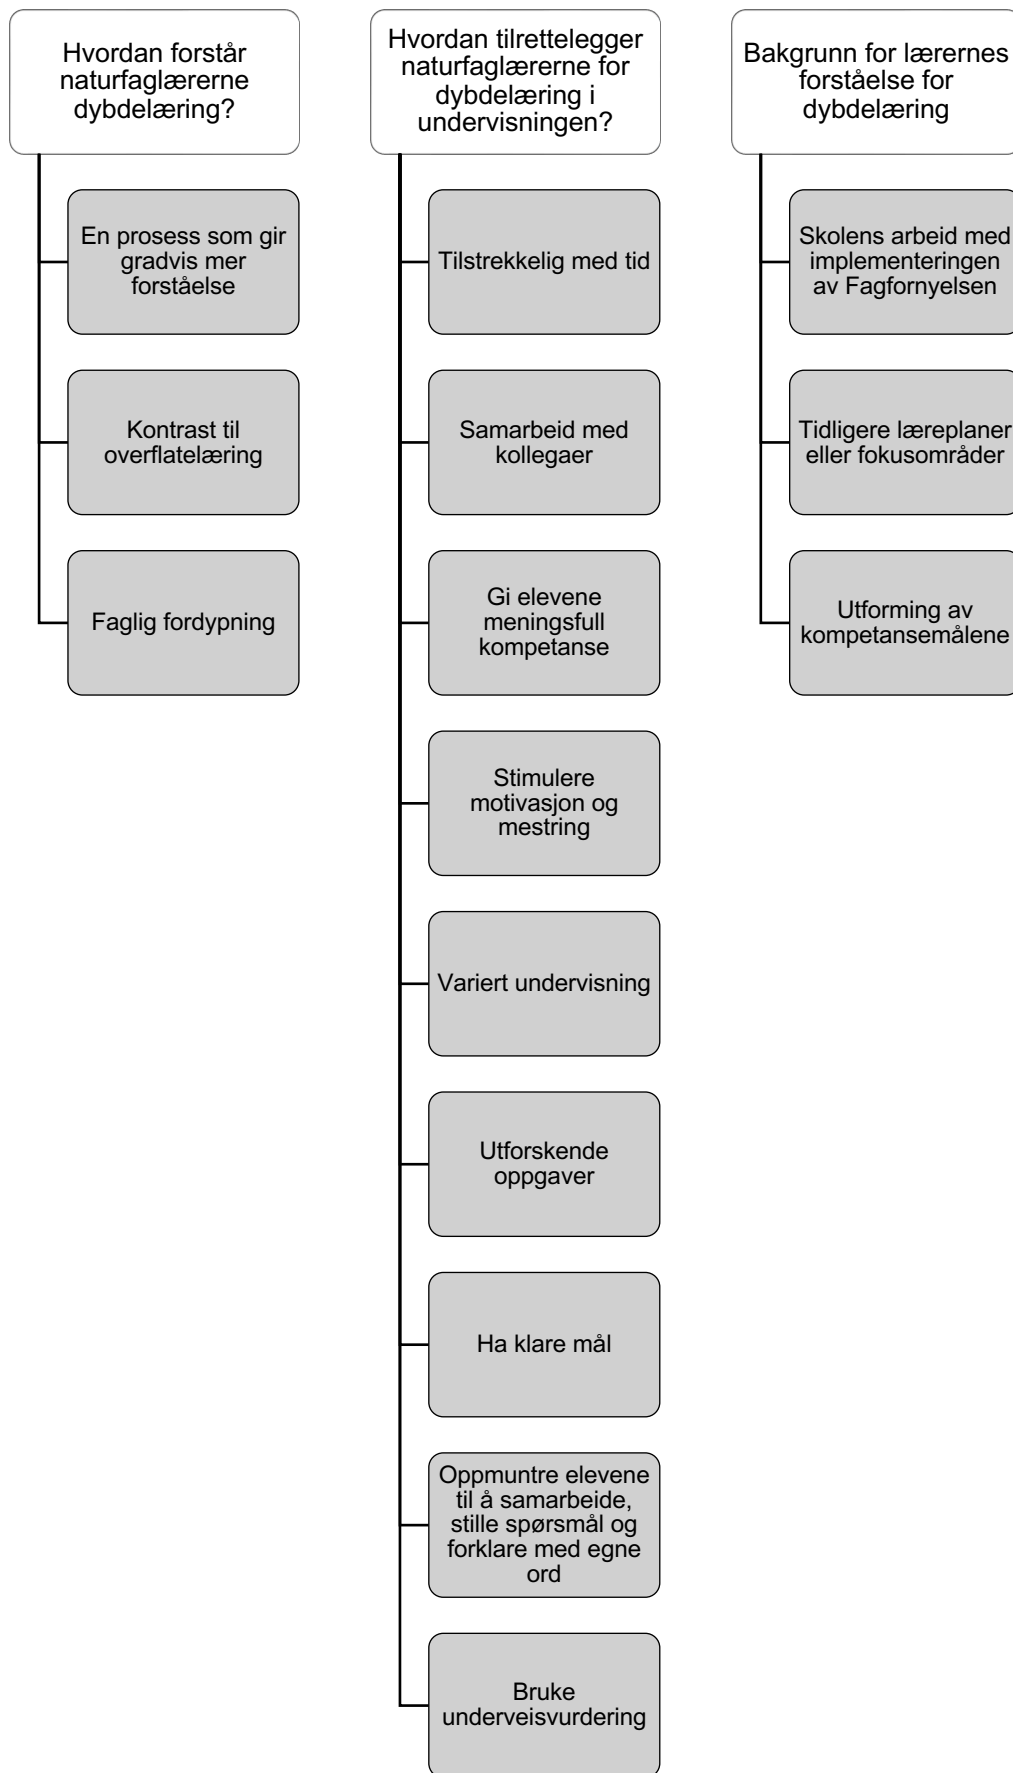 Hvordan forstår
naturfaglærerne
dybdelæring?
En prosess som gir
gradvis mer
forståelse
Kontrast til
overflatelæring
Faglig fordypning
Hvordan tilrettelegger
naturfaglærerne for
dybdelæring i
undervisningen?
Tilstrekkelig med tid
Samarbeid med
kollegaer
Gi elevene
meningsfull
kompetanse
Stimulere
motivasjon og
mestring
Variert undervisning
Utforskende
oppgaver
Ha klare mål
Oppmuntre elevene
til å samarbeide,
stille spørsmål og
forklare med egne
ord
Bruke
underveisvurdering
Bakgrunn for lærernes
forståelse for
dybdelæring
Skolens arbeid med
implementeringen
av Fagfornyelsen
Tidligere læreplaner
eller fokusområder
Utforming av
kompetansemålene